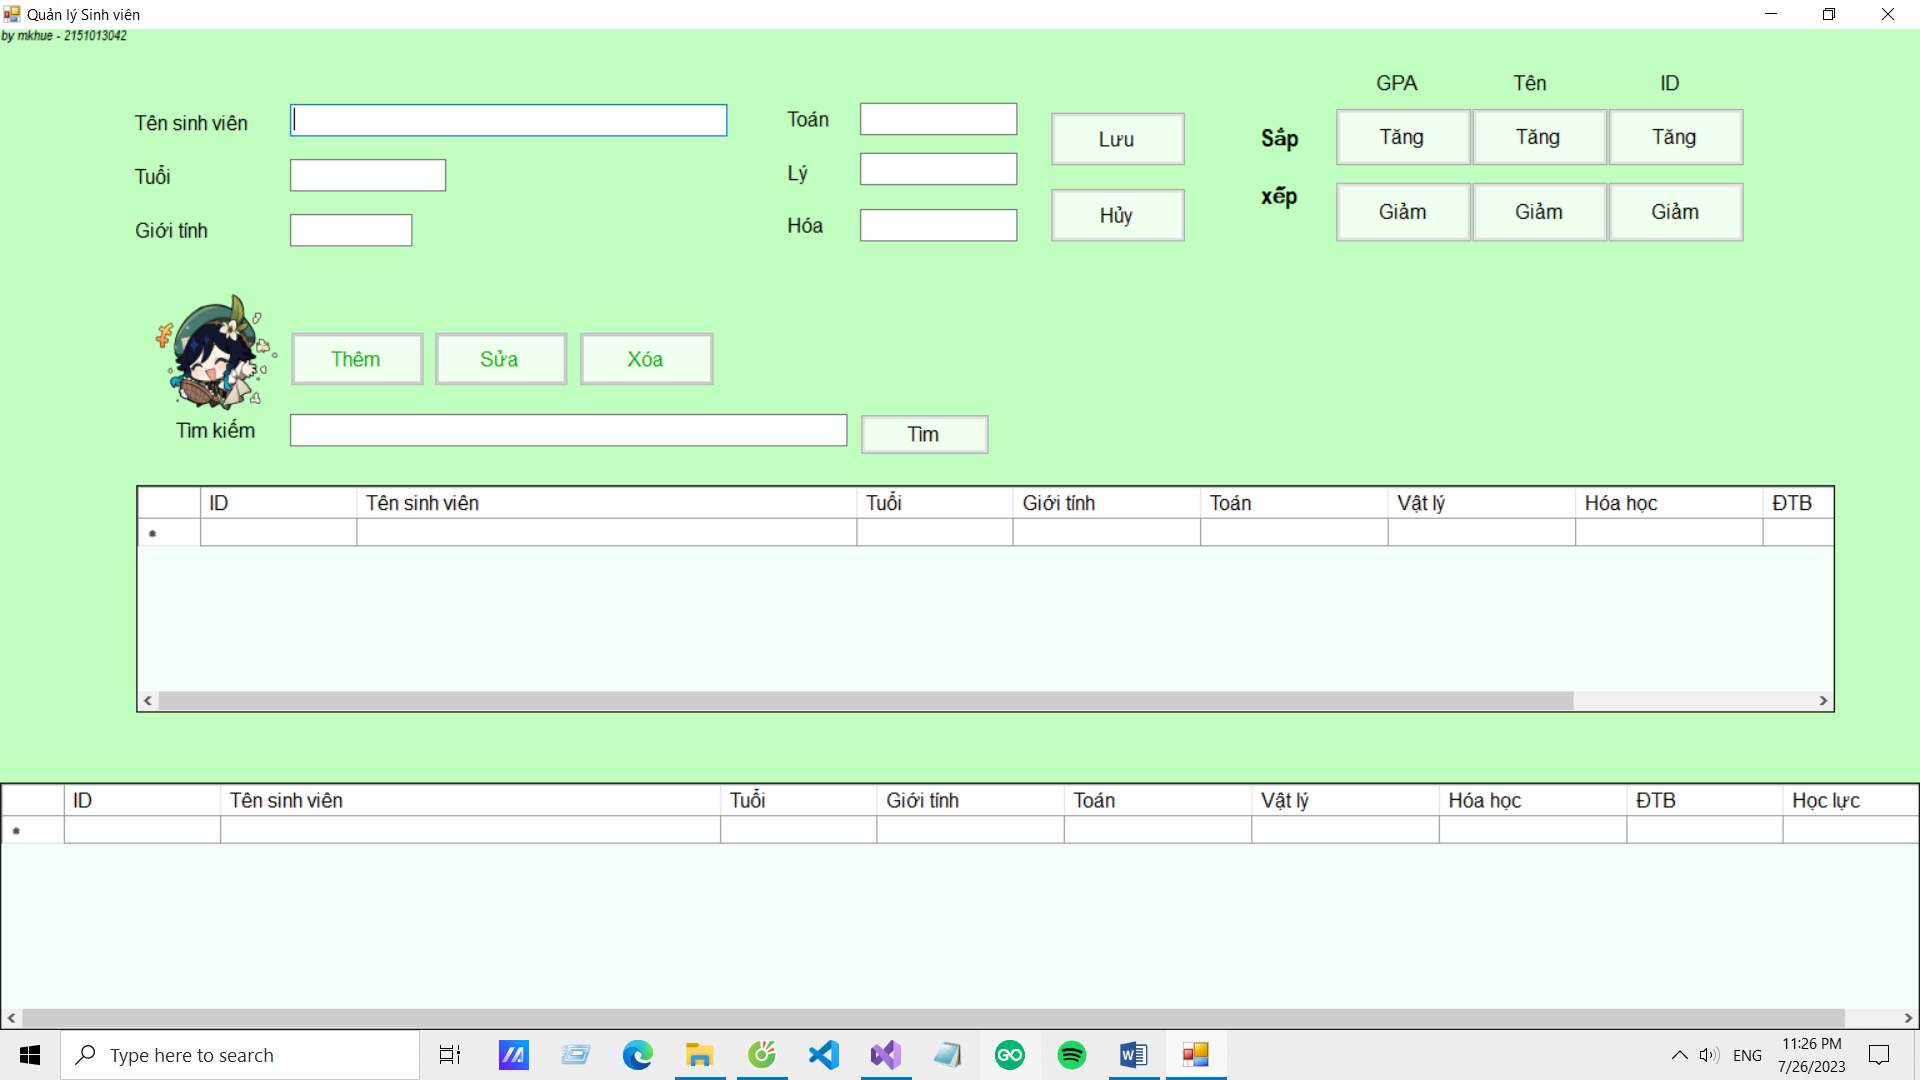 Quản lý Sinh viên
by mkhue - 2151013042
GPA Tên ID
Tên sinh viên Toán Lưu Sắp Tăng Tăng Tăng
Tuổi Lý
xếp Giảm Giảm Giảm
Giới tính Hóa Hủy
Thêm Sửa Xóa
Tìm kiếm Tìm
ID Tên sinh viên Tuổi Giới tính Toán Vật lý Hóa học ĐTB
ID Tên sinh viên Tuổi Giới tính Toán Vật lý Hóa học ĐTB Học lực
Type here to search GO W ENG 11:26 PM
7/26/2023